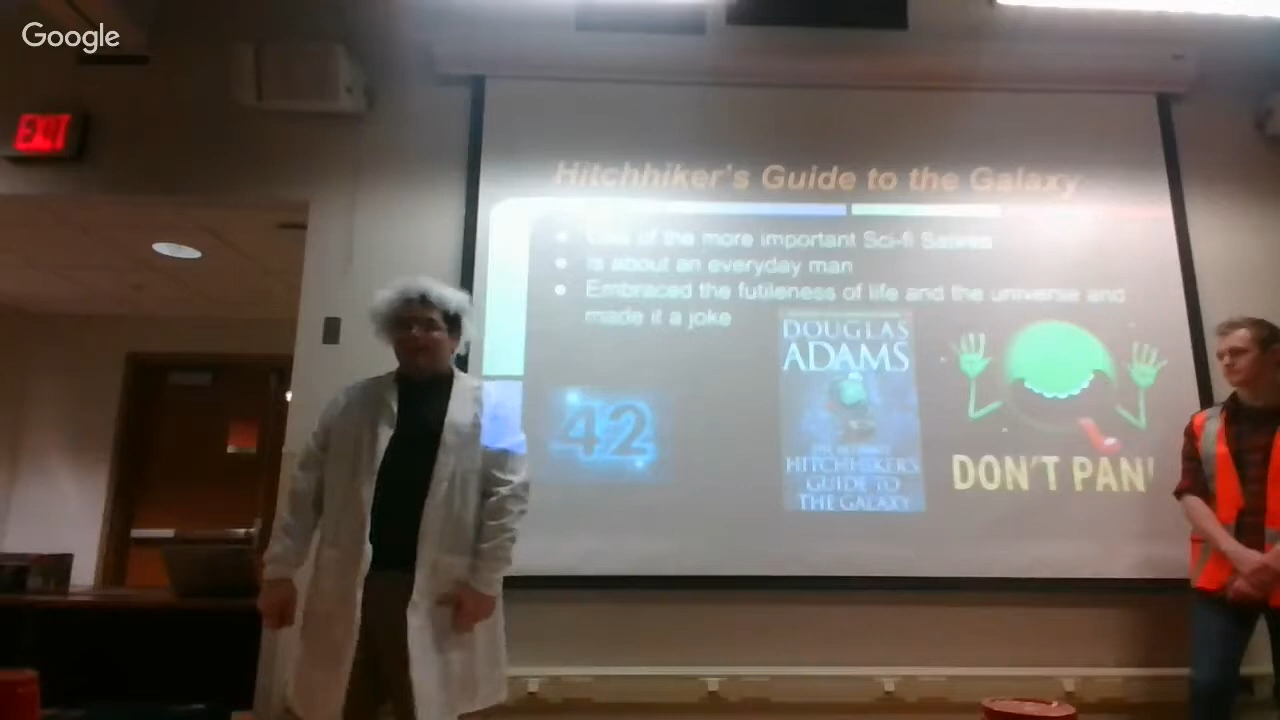 Google
EXIT
Hitchhiker's Guide to the Galaxy
of the more important Sci-fi Satires
is about an everyday man
Embraced the futileness of life and the universe and
made it a joke
42
DOUGLAS
ADAMS
HITCHHIKER'S
GUIDE TO
THE GALAXY
DON'T PANI